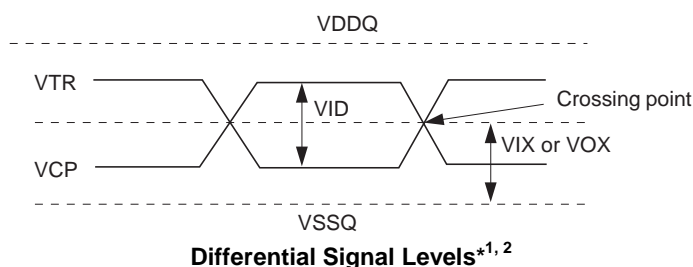 VDDQ
VTR
Crossing point
VID
VIX or VOX
VCP
VSSQ
Differential Signal Levels*1, 2